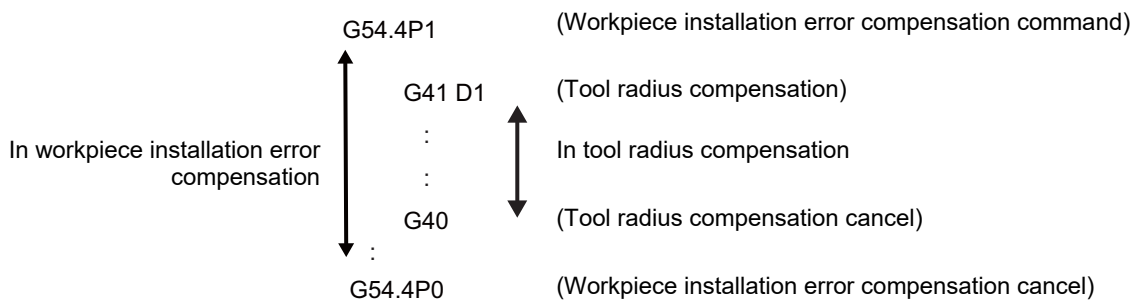 G54.4P1 (Workpiece installation error compensation command)
G41 D1 (Tool radius compensation)
:
In workpiece installation error
compensation
In tool radius compensation
:
G40 (Tool radius compensation cancel)
:
G54.4P0 (Workpiece installation error compensation cancel)